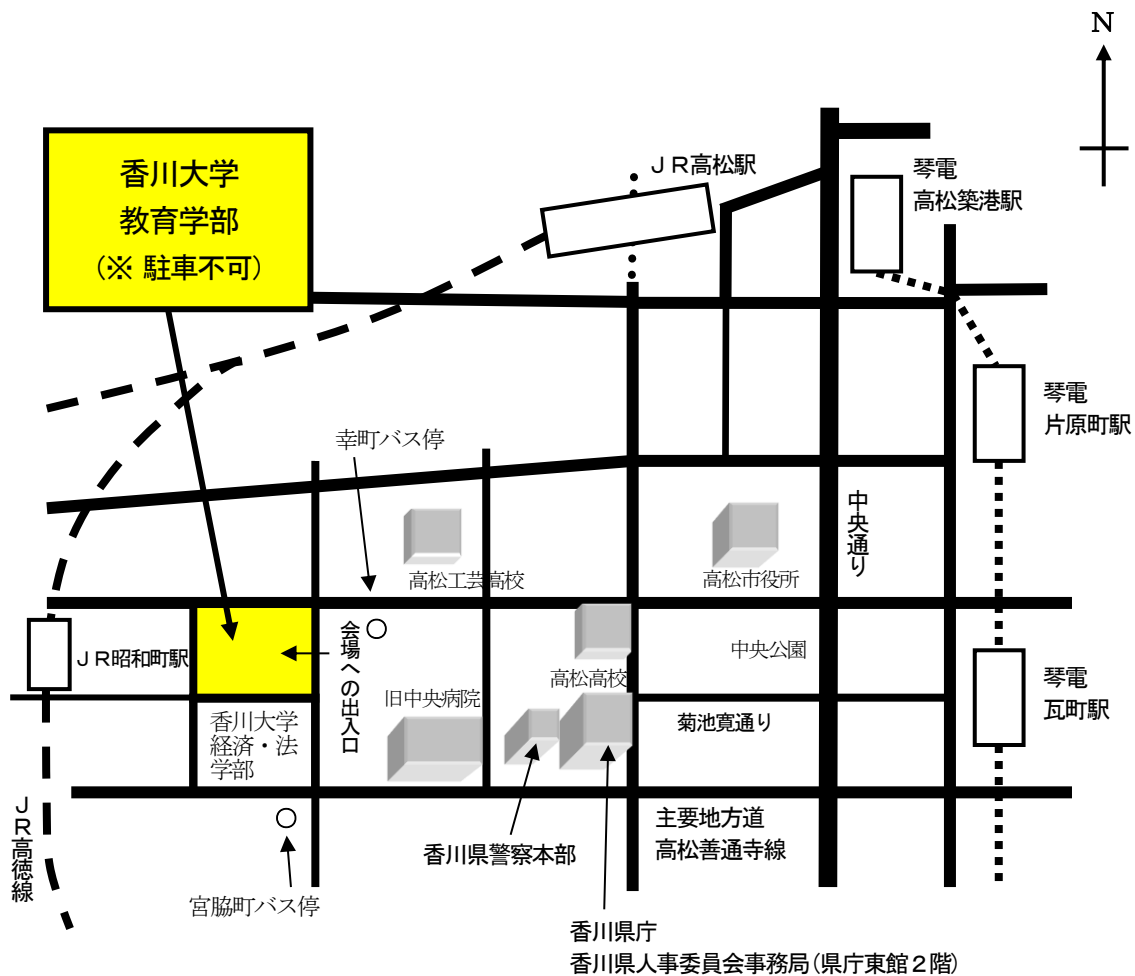 N
香川大学
教育学部
(※ 駐車不可)
ＪＲ高松駅
琴電
高松築港駅
琴電
片原町駅
幸町バス停
中央通り
高松工芸高校
高松市役所
ＪＲ昭和町駅
会場への出入口
中央公園
高松高校
琴電
瓦町駅
旧中央病院
菊池寛通り
香川大学
経済・法
学部
ＪＲ高徳線
主要地方道
高松善通寺線
香川県警察本部
宮脇町バス停
香川県庁
香川県人事委員会事務局(県庁東館２階)